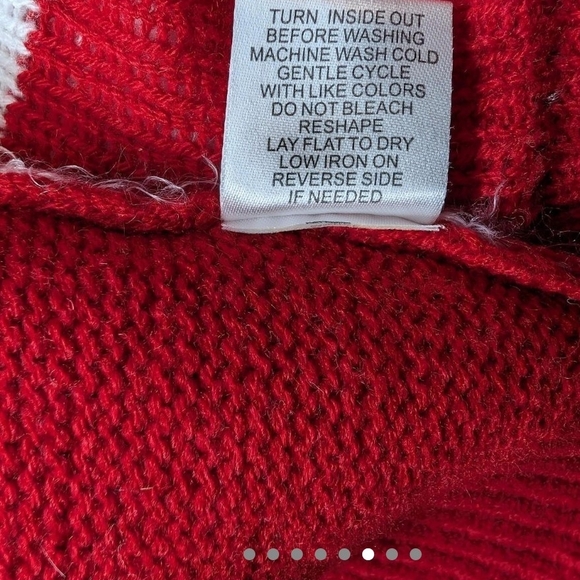 TURN INSIDE OUT
BEFORE WASHING
MACHINE WASH COLD
GENTLE CYCLE
WITH LIKE COLORS
DO NOT BLEACH
RESHAPE
LAY FLAT TO DRY
LOW IRON ON
REVERSE SIDE
IF NEEDED